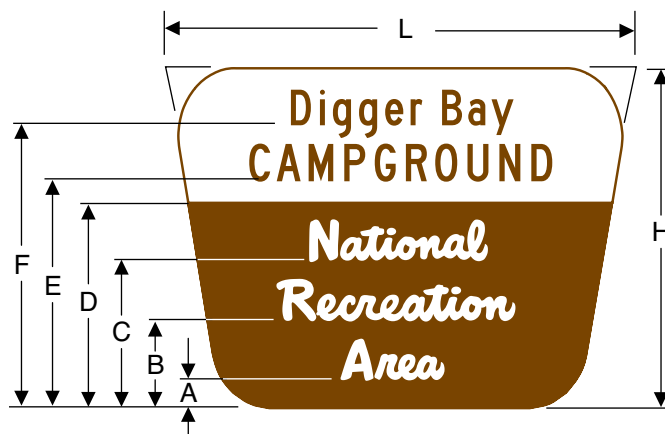 L
Digger Bay
CAMPGROUND
National
Recreation
Area
H
F
E
D
C
B
A